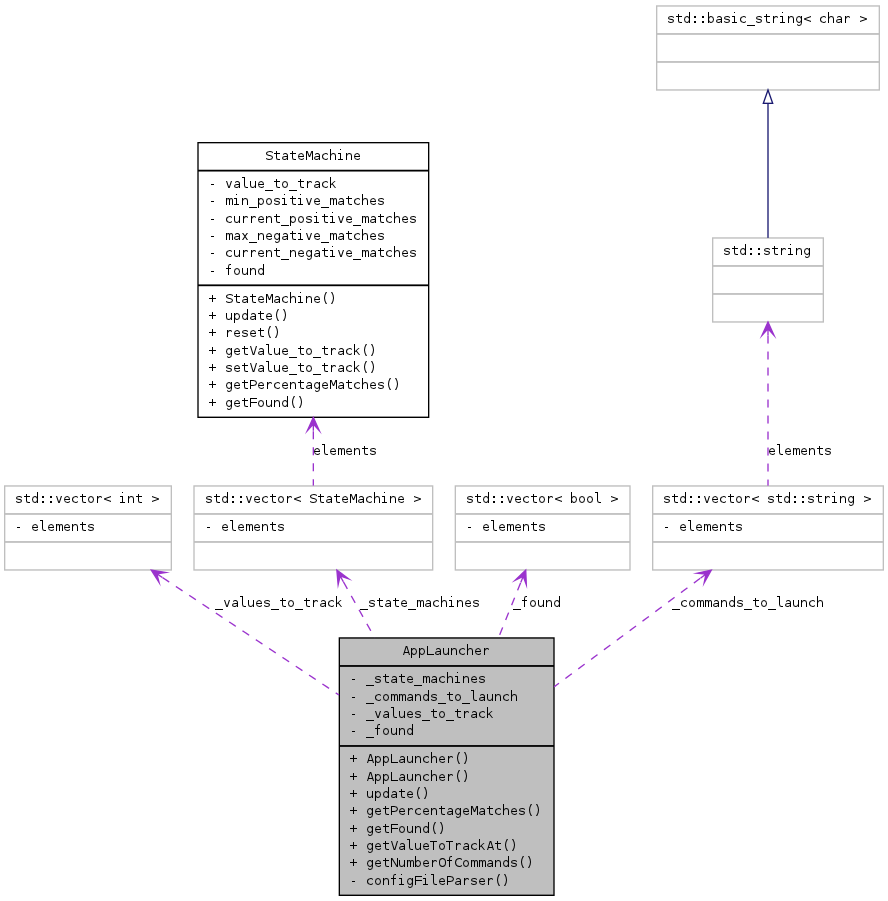 std::basic_string< char >
StateMachine
- value_to_track
- min_positive_matches
- current_positive_matches
- max_negative_matches
- current_negative_matches
- found
+ StateMachine()
+ update()
+ reset()
+ getValue_to_track()
+ setValue_to_track()
+ getPercentageMatches()
+ getFound()
std::string
elements
elements
std::vector< int >
- elements
std::vector< StateMachine >
- elements
std::vector< bool >
- elements
std::vector< std::string >
- elements
_values_to_track
_state_machines
_found
_commands_to_launch
AppLauncher
- _state_machines
- _commands_to_launch
- _values_to_track
- _found
+ AppLauncher()
+ AppLauncher()
+ update()
+ getPercentageMatches()
+ getFound()
+ getValueToTrackAt()
+ getNumberOfCommands()
- configFileParser()